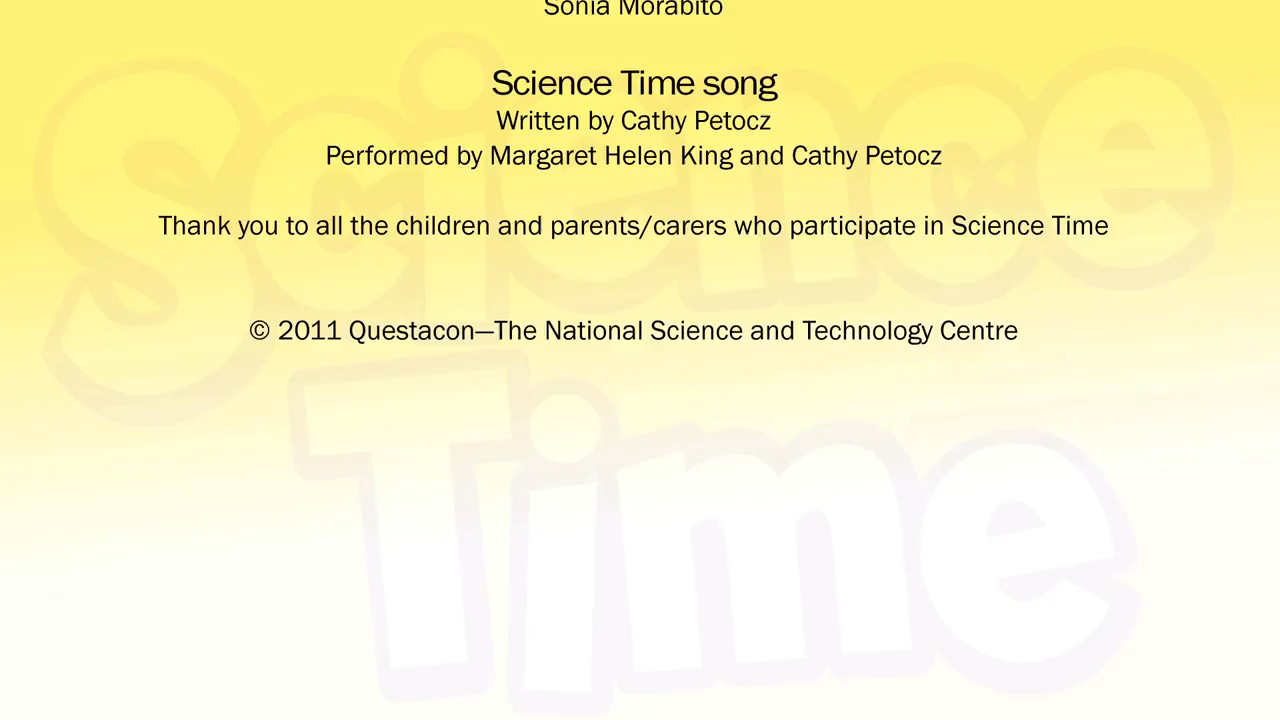 Sonia Morabito
Science Time song
Written by Cathy Petocz
Performed by Margaret Helen King and Cathy Petocz
Thank you to all the children and parents/carers who participate in Science Time
© 2011 Questacon—The National Science and Technology Centre
Science
Time